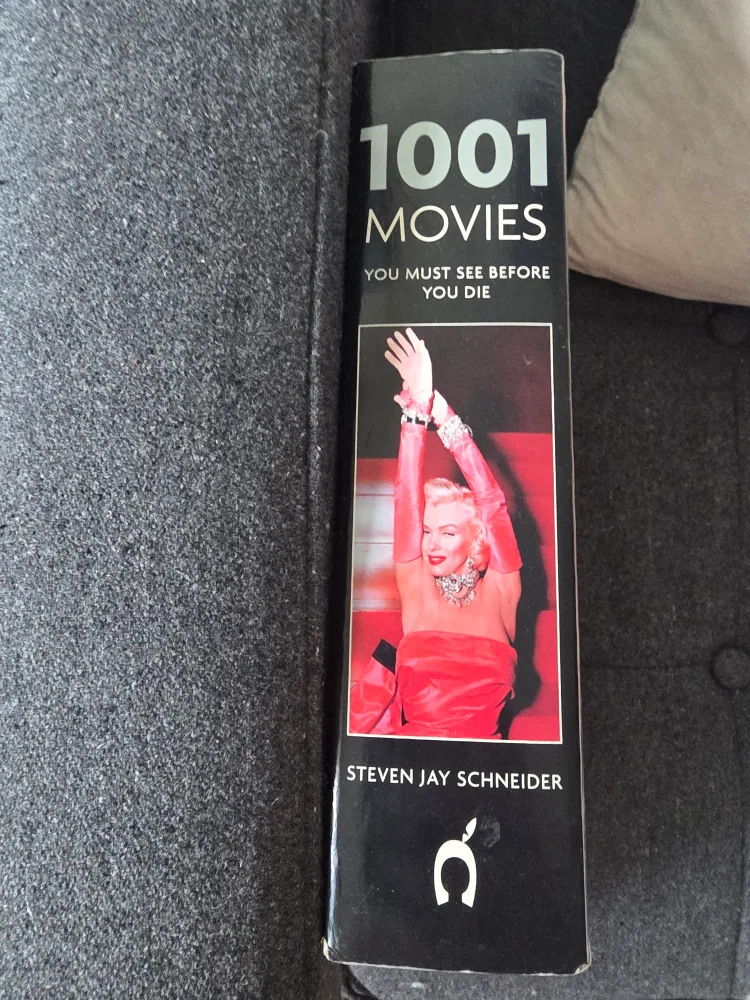 1001
MOVIES
YOU MUST SEE BEFORE
YOU DIE
STEVEN JAY SCHNEIDER